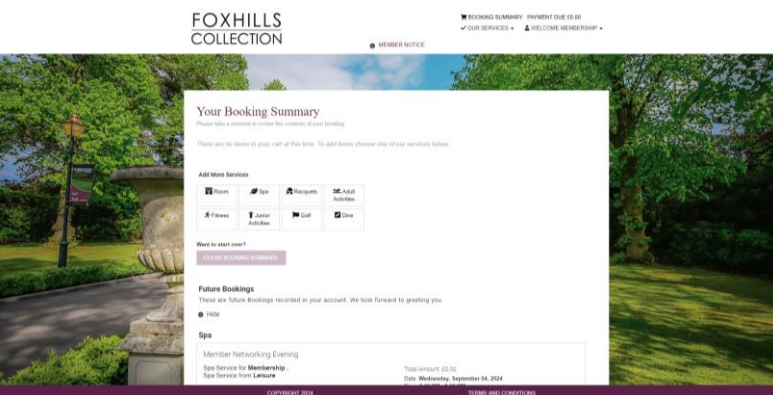 FOXHILLS
COLLECTION
BOOKING SUMMARY PAYMENT DUE £0.00
OUR SERVICES
WELCOME MEMBERSHIP
MEMBER NOTICE
Your Booking Summary
Please take a moment to review the contents of your booking.
There are no items in your cart at this time. To add items choose one of our services below.
Add More Services
Room
Spa
Racquets
Adult
Activities
Fitness
Junior
Activities
Golf
Dine
Want to start over?
CLEAR BOOKING SUMMARY
Future Bookings
These are future Bookings recorded in your account. We look forward to greeting you.
Hide
Spa
Member Networking Evening
Spa Service for Membership .
Spa Service from Leisure
Total Amount £0.00
Date: Wednesday, September 04, 2024
COPYRIGHT 2024
TERMS AND CONDITIONS